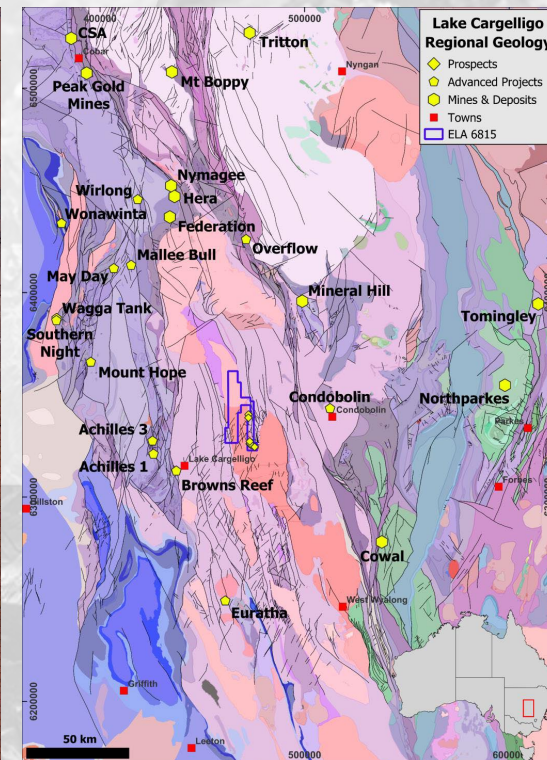 Lake Cargelligo
Regional Geology
Prospects
Advanced Projects
Mines & Deposits
Towns
ELA 6815
400000
500000
CSA
Cobar
Tritton
Nyngan
Peak Gold
Mines
Mt Boppy
6500000
Nymagee
Wirlong
Hera
Wonawinta
Federation
Overflow
Mallee Bull
May Day
6400000
Mineral Hill
Wagga Tank
Tomingley
Southern
Night
Mount Hope
Condobolin
Condobolin
Northparkes
Parkes
Achilles 3
Lake Cargelligo
Achilles 1
Browns Reef
Forbes
6300000
Hillston
Cowal
Euratha
West Wyalong
Griffith
6200000
Leeton
50 km
500000
60000